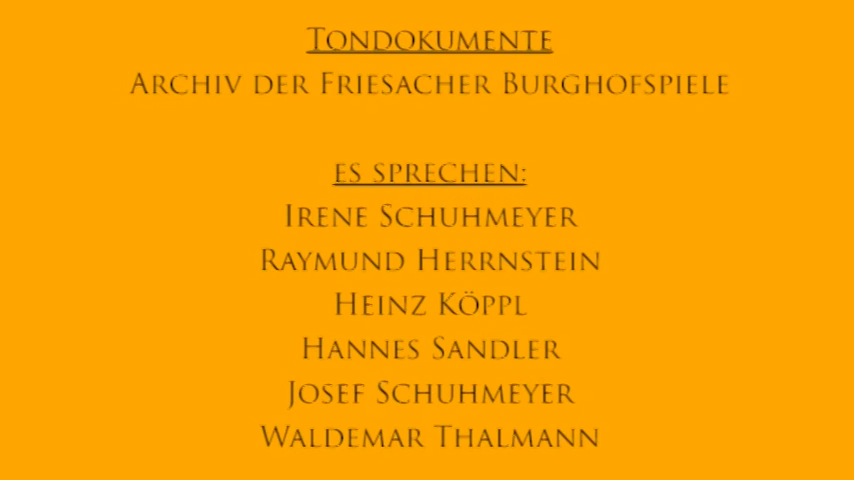 Tondokumente
Archiv der Friesacher Burghofspiele
es sprechen:
Irene Schuhmeyer
Raymund Herrnstein
Heinz Köppl
Hannes Sandler
Josef Schuhmeyer
Waldemar Thalmann